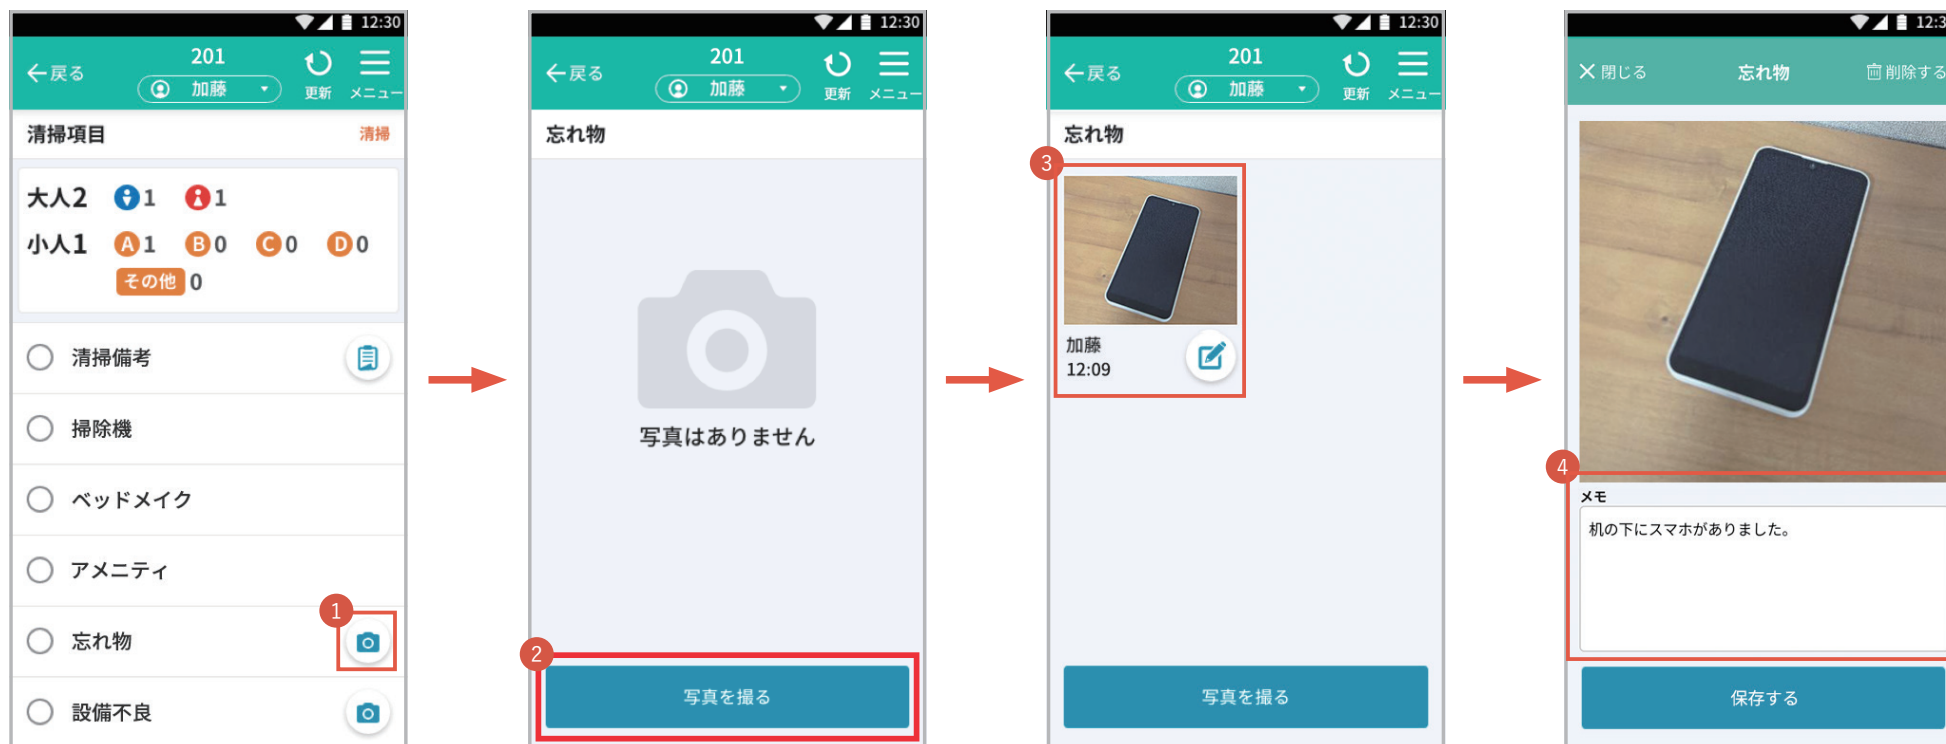 12:30
201
←戻る
加藤
更新
メニュー
清掃項目
清掃
大人2 1 1
小人1 A1 B0 C0 D0
その他 0
清掃備考
掃除機
ベッドメイク
アメニティ
1
忘れ物
設備不良
12:30
201
←戻る
加藤
更新
メニュー
忘れ物
写真はありません
2
写真を撮る
12:30
201
←戻る
加藤
更新
メニュー
忘れ物
3
加藤
12:09
写真を撮る
12:3
×閉じる
忘れ物
削除する
4
メモ
机の下にスマホがありました。
保存する